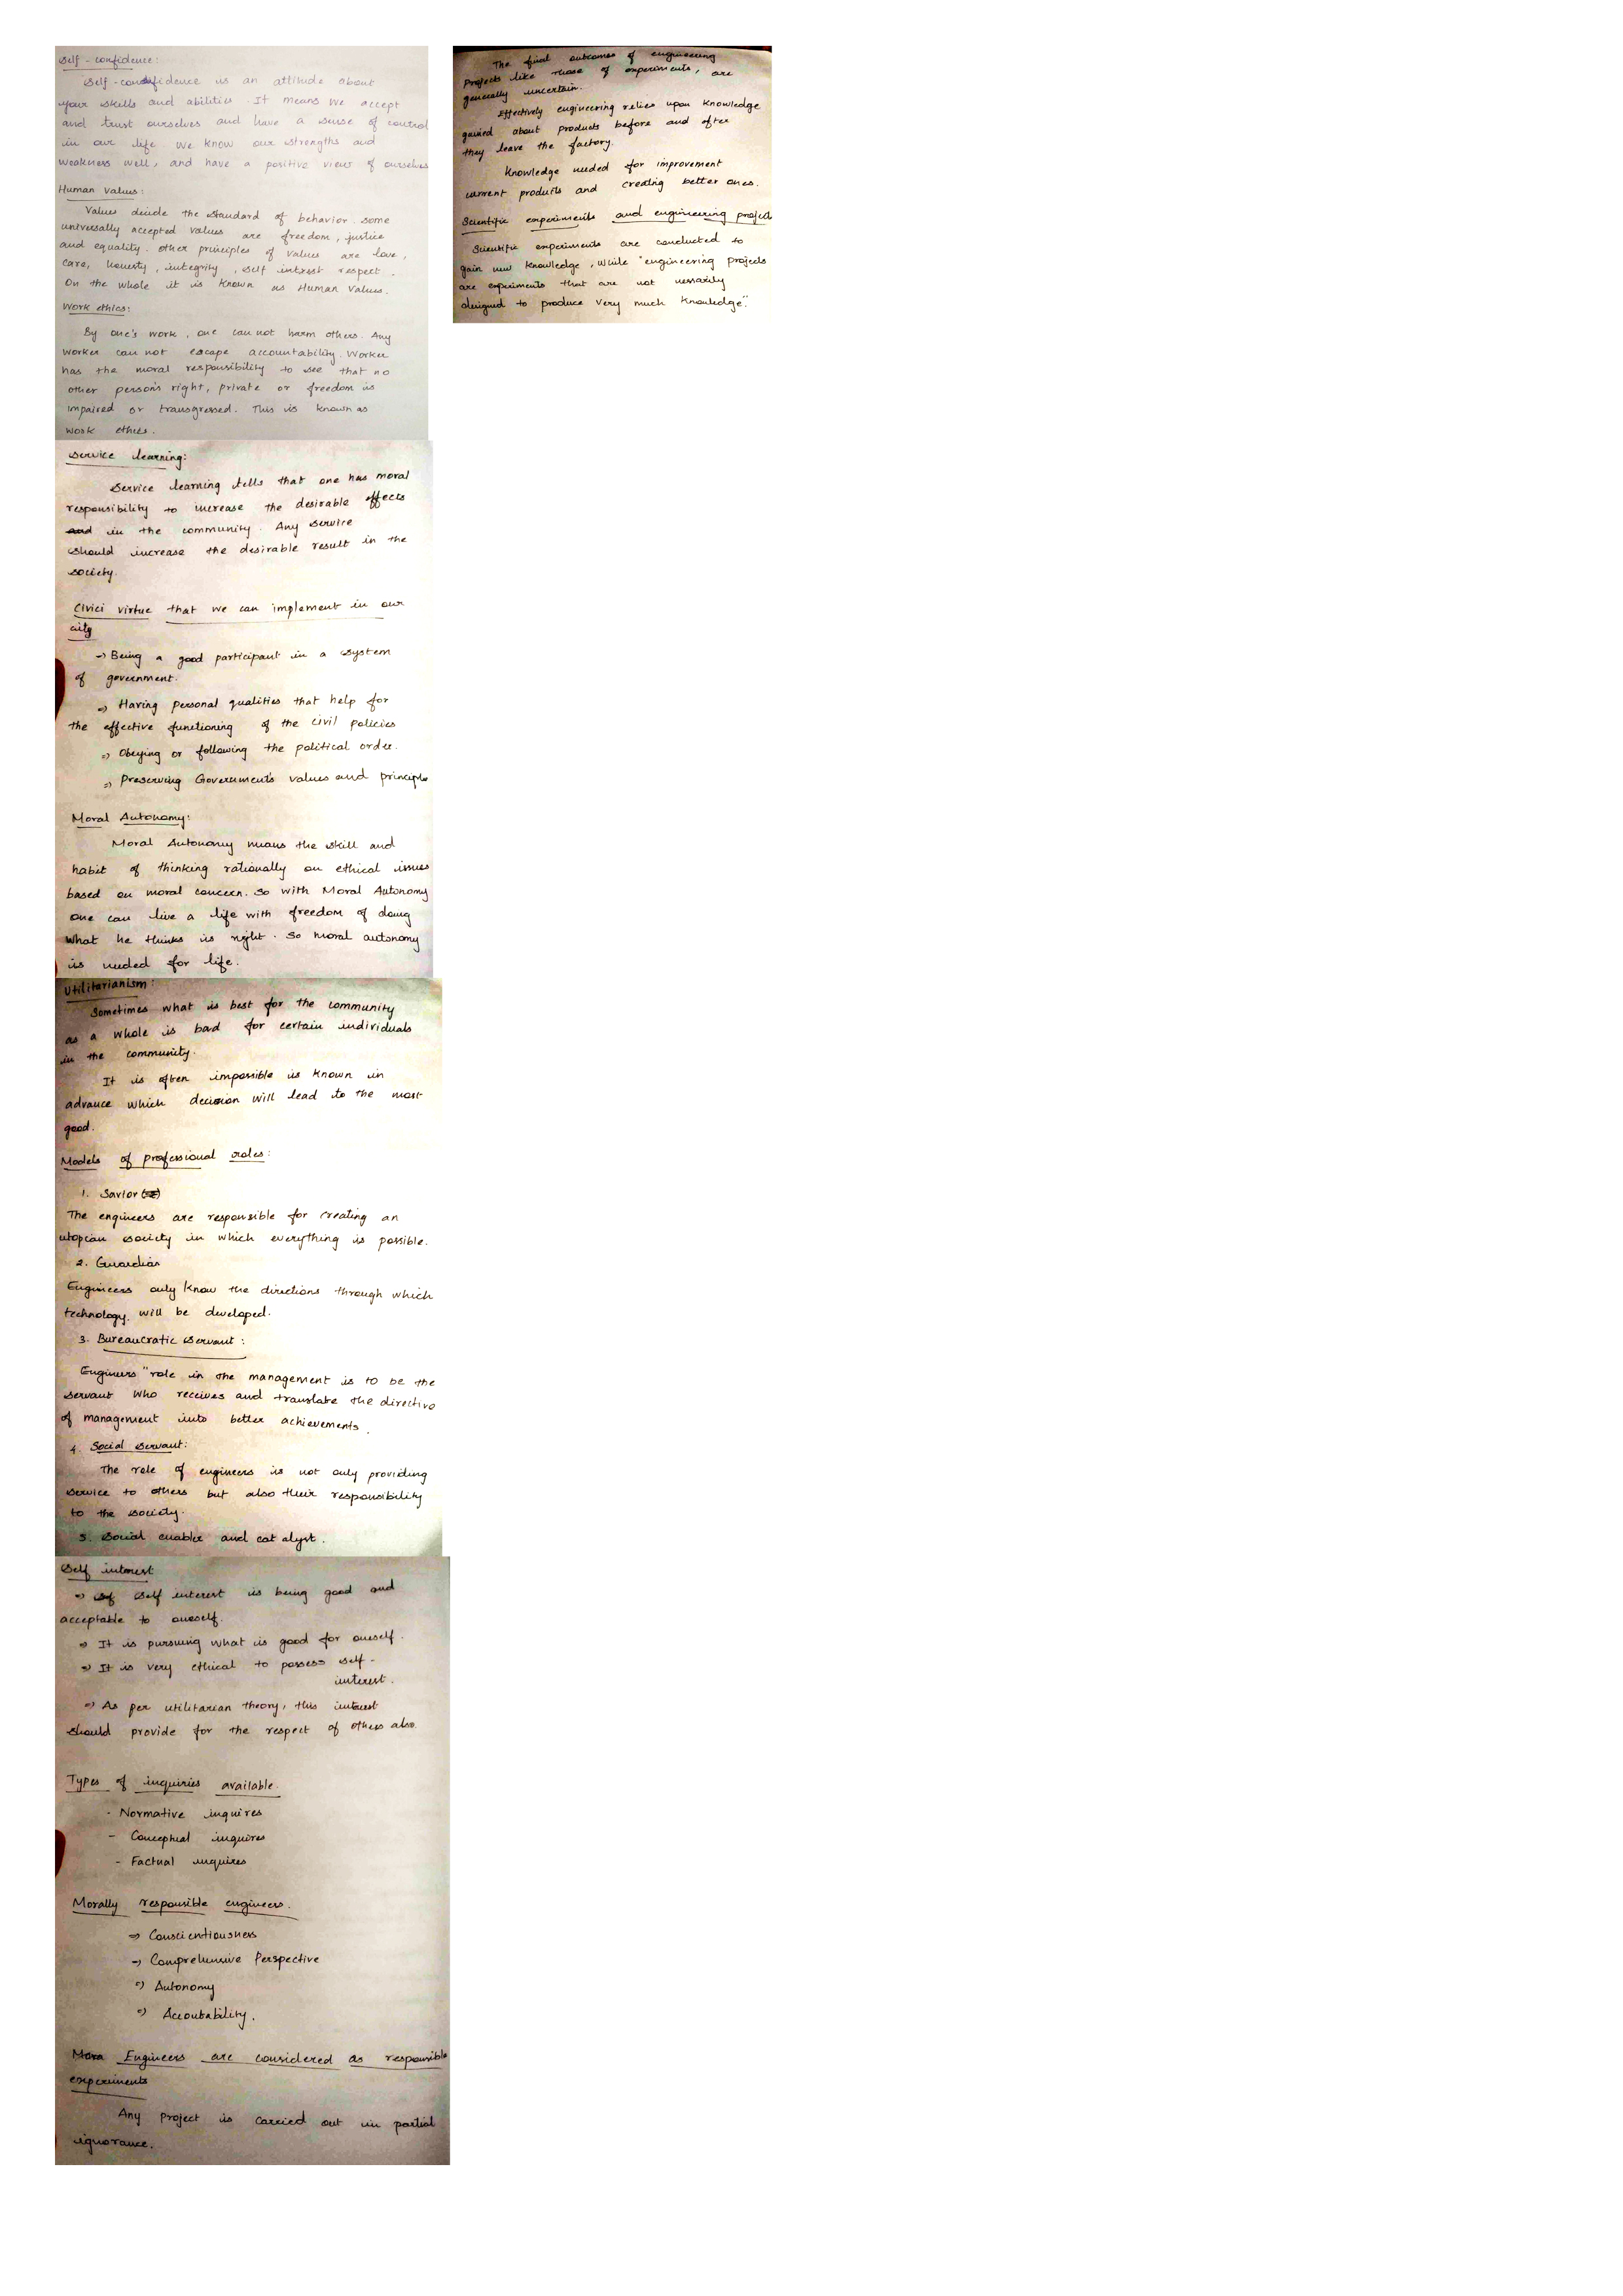 Self-confidence:
Self-confidence is an attitude about
your skills and abilities. It means we accept
and trust ourselves and have a sense of control
in our life. We know our strengths and
weakness well, and have a positive view of ourselves
Human Values:
Values decide the standard of behavior. some
universally accepted values are freedom, justice
and equality. other principles of values are love,
care, honesty, integrity, self intrest respect.
On the whole it is known as Human Values.
Work ethics:
By one's work, one can not harm others. Any
worker can not escape accountability. Worker
has the moral responsibility to see that no
other person's right, private or freedom is
impaired or transgressed. This is known as
work ethics.
Service learning:
Service learning tells that one has moral
responsibility to increase the desirable effects
and in the community. Any service
should increase the desirable result in the
society.
Civici virtue that we can implement in our
city
→ Being a good participant in a system
of government.
⇒ Having personal qualities that help for
the effective functioning of the civil policies
⇒ Obeying or following the political order.
⇒ Preserving Government's values and principles
Moral Autonomy:
Moral Autonomy means the skill and
habit of thinking rationally on ethical issues
based on moral concern. So with Moral Autonomy
one can live a life with freedom of doing
what he thinks is right. So moral autonomy
is needed for life.
Utilitarianism:
Sometimes what is best for the community
as a whole is bad for certain individuals
in the community.
It is often impossible is known in
advance which decision will lead to the most
good.
Models of professional roles:
1. Savior
The engineers are responsible for creating an
utopian society in which everything is possible.
2. Guardian
Engineers only know the directions through which
technology. will be developed.
3. Bureaucratic servant:
Engineers" role in the management is to be the
servant who receives and translate the directive
of management into better achievements.
4. Social servant:
The role of engineers is not only providing
service to others but also their responsibility
to the society.
5. Social enabler and catalyst.
Self interest
⇒ Self interest is being good and
acceptable to oneself.
⇒ It is pursuing what is good for oneself.
⇒ It is very ethical to possess self-
interest.
⇒ As per utilitarian theory, this interest
should provide for the respect of others also.
Types of inquiries available.
- Normative inquires
- Conceptual inquires
- Factual inquires
Morally responsible engineers.
⇒ Conscientiousness
→ Comprehensive Perspective
⇒ Autonomy
⇒ Accoutability.
Mora Engineers are considered as responsible
experiments
Any project is carried out in partial
ignorance.
The final outcomes of engineering
projects like those of experiments, are
generally uncertain.
Effectively engineering relies upon knowledge
gained about products before and after
they leave the factory.
Knowledge needed for improvement
current products and creating better ones.
Scientific experiments and engineering project
Scientific experiments are conducted to
gain new knowledge, while "engineering projects
are experiments that are not nessarily
designed to produce very much knowledge".